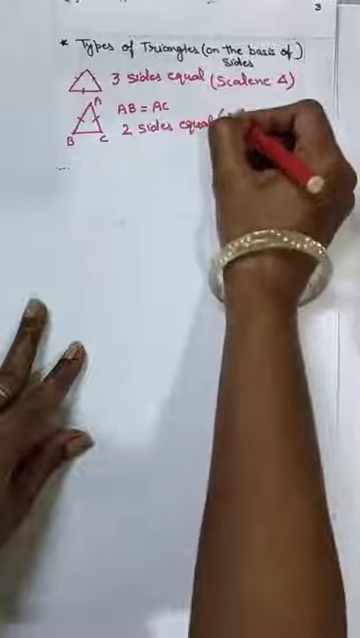 3
* Types of Triangles (on the basis of)
Sides
3 sides equal (Scalene Δ)
A
AB = AC
2 sides equal (
B C